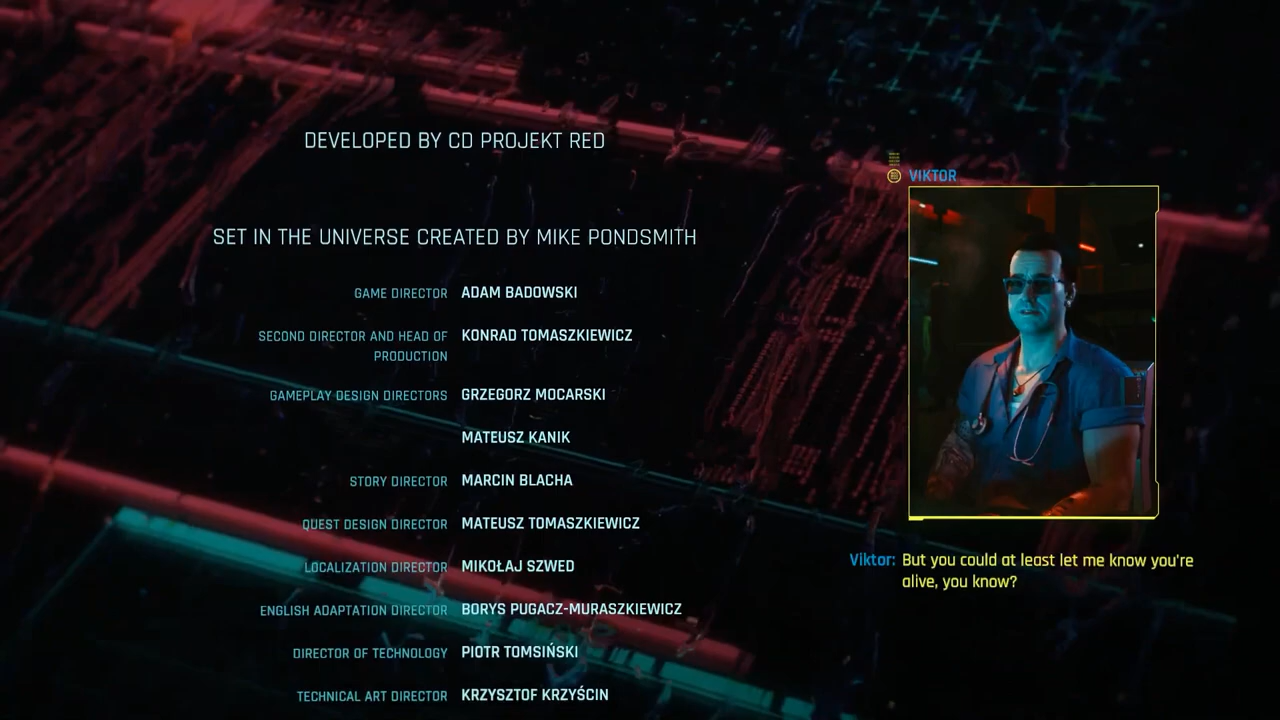 DEVELOPED BY CD PROJEKT RED
SET IN THE UNIVERSE CREATED BY MIKE PONDSMITH
GAME DIRECTOR ADAM BADOWSKI
SECOND DIRECTOR AND HEAD OF KONRAD TOMASZKIEWICZ
PRODUCTION
GAMEPLAY DESIGN DIRECTORS GRZEGORZ MOCARSKI
MATEUSZ KANIK
STORY DIRECTOR MARCIN BLACHA
QUEST DESIGN DIRECTOR MATEUSZ TOMASZKIEWICZ
LOCALIZATION DIRECTOR MIKOŁAJ SZWED
ENGLISH ADAPTATION DIRECTOR BORYS PUGACZ-MURASZKIEWICZ
DIRECTOR OF TECHNOLOGY PIOTR TOMSIŃSKI
TECHNICAL ART DIRECTOR KRZYSZTOF KRZYŚCIN
VIKTOR
Viktor: But you could at least let me know you're
alive, you know?